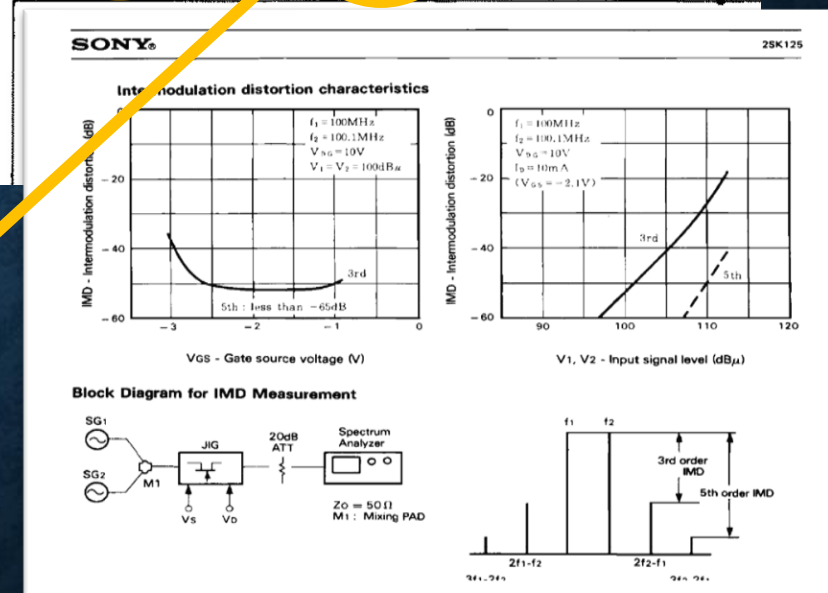 SONY®
2SK125
Intermodulation distortion characteristics
IMD - Intermodulation distortion (dB)
0
- 20
- 40
- 60
f₁ = 100MHz
f₂ = 100.1MHz
V_DG = 10V
V₁ = V₂ = 100dBμ
3rd
5th : less than −65dB
−3
−2
−1
0
VGS - Gate source voltage (V)
IMD - Intermodulation distortion (dB)
0
- 20
- 40
- 60
f₁ = 100MHz
f₂ = 100.1MHz
V_DG = 10V
I_D = 10mA
(V_GS = −2.1V)
3rd
5th
90
100
110
120
V1, V2 - Input signal level (dBμ)
Block Diagram for IMD Measurement
SG1
SG2
M1
JIG
Vs
VD
20dB
ATT
Spectrum
Analyzer
Zo = 50Ω
M1 : Mixing PAD
f1
f2
3rd order
IMD
5th order IMD
2f1-f2
2f2-f1